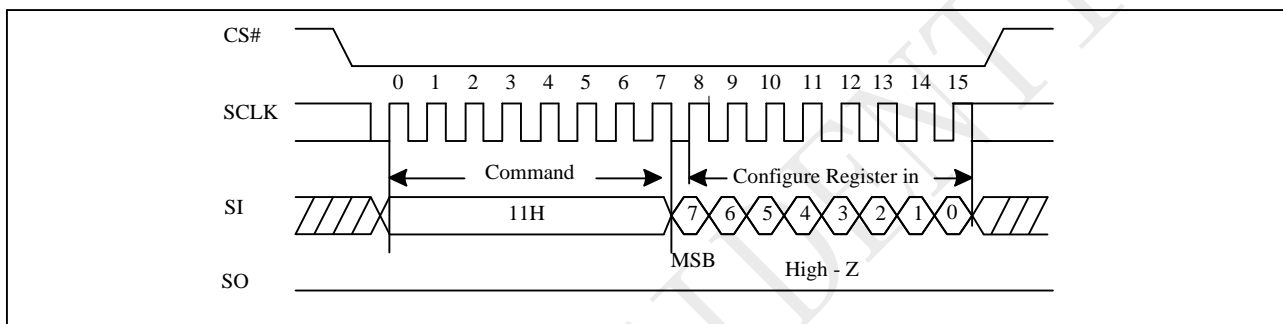 CS#
0 1 2 3 4 5 6 7 8 9 10 11 12 13 14 15
SCLK
Command
Configure Register in
SI
11H
7 6 5 4 3 2 1 0
MSB
High - Z
SO